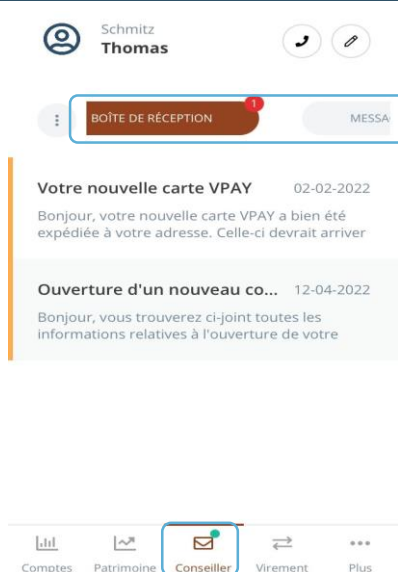 Schmitz
Thomas
BOÎTE DE RÉCEPTION
1
MESSA
Votre nouvelle carte VPAY 02-02-2022
Bonjour, votre nouvelle carte VPAY a bien été
expédiée à votre adresse. Celle-ci devrait arriver
Ouverture d'un nouveau co... 12-04-2022
Bonjour, vous trouverez ci-joint toutes les
informations relatives à l'ouverture de votre
Comptes Patrimoine Conseiller Virement Plus